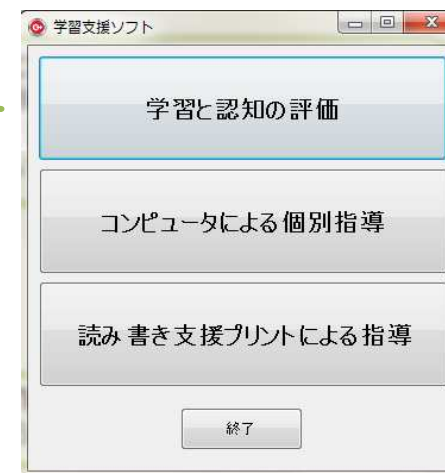 学習支援ソフト
学習と認知の評価
コンピュータによる個別指導
読み書き支援プリントによる指導
終了